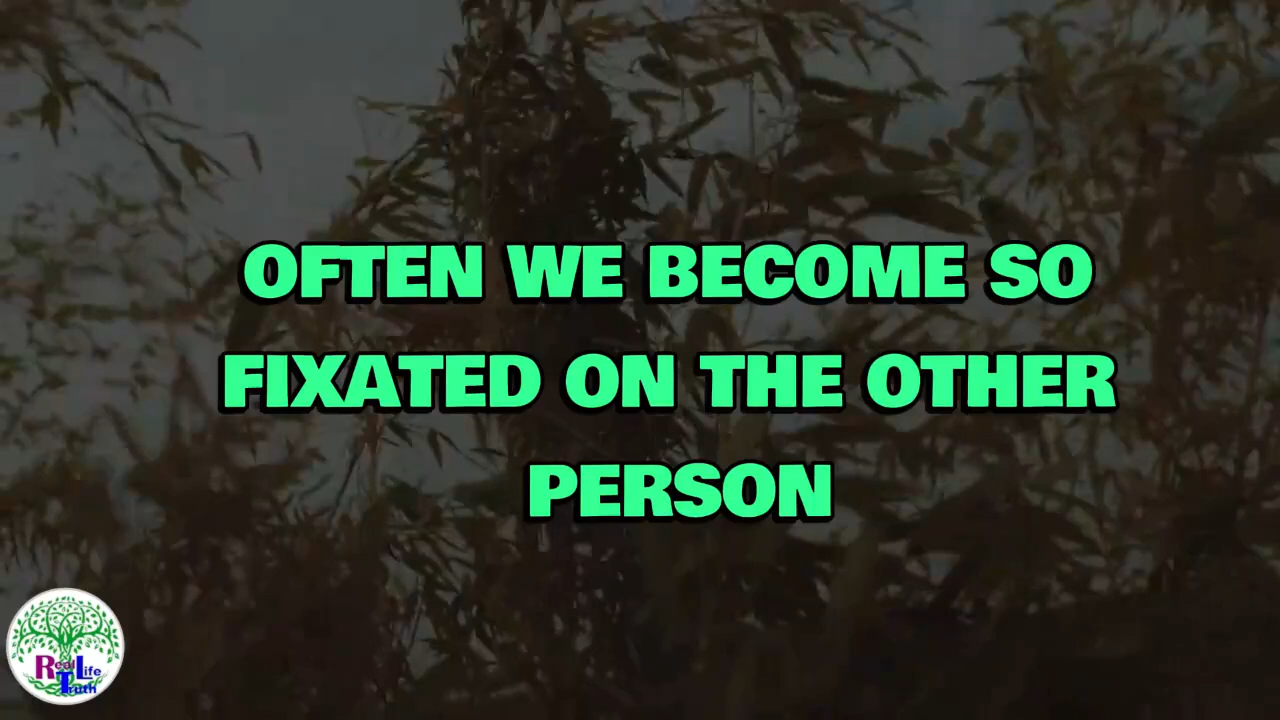 OFTEN WE BECOME SO
FIXATED ON THE OTHER
PERSON
Real Life
Truth